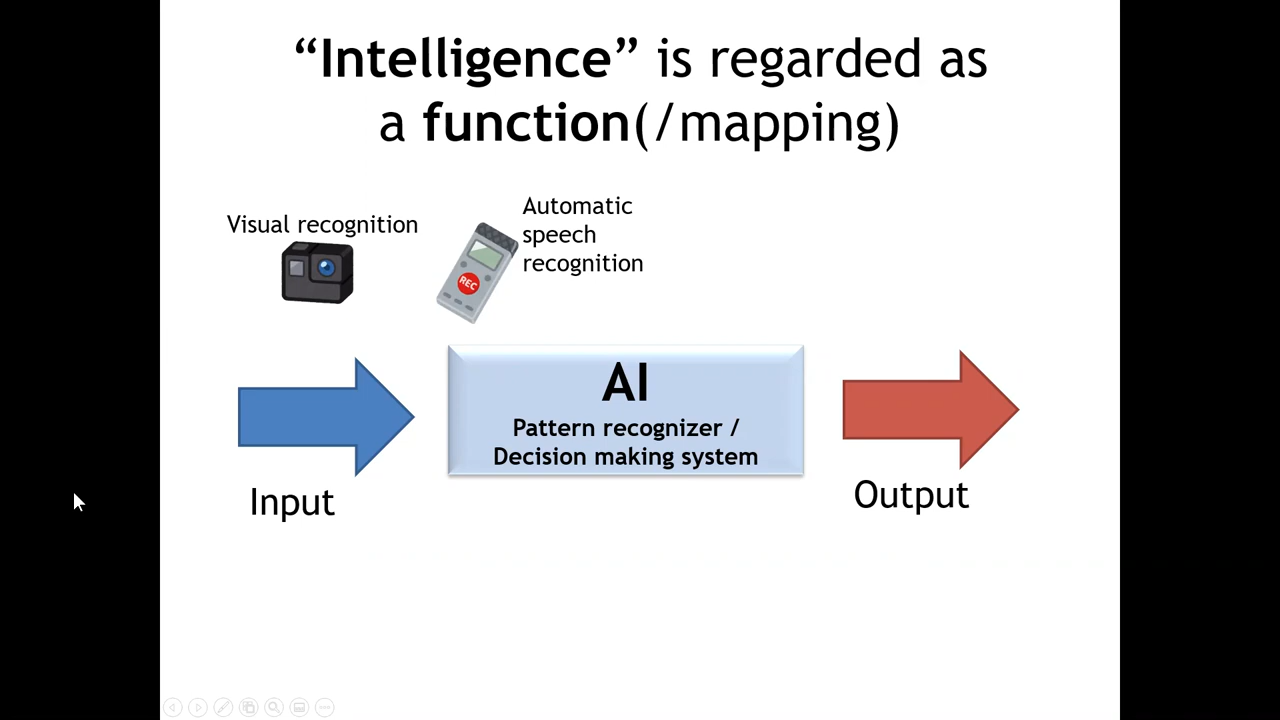 “Intelligence” is regarded as
a function(/mapping)
Visual recognition
Automatic
speech
recognition
REC
AI
Pattern recognizer /
Decision making system
Input
Output